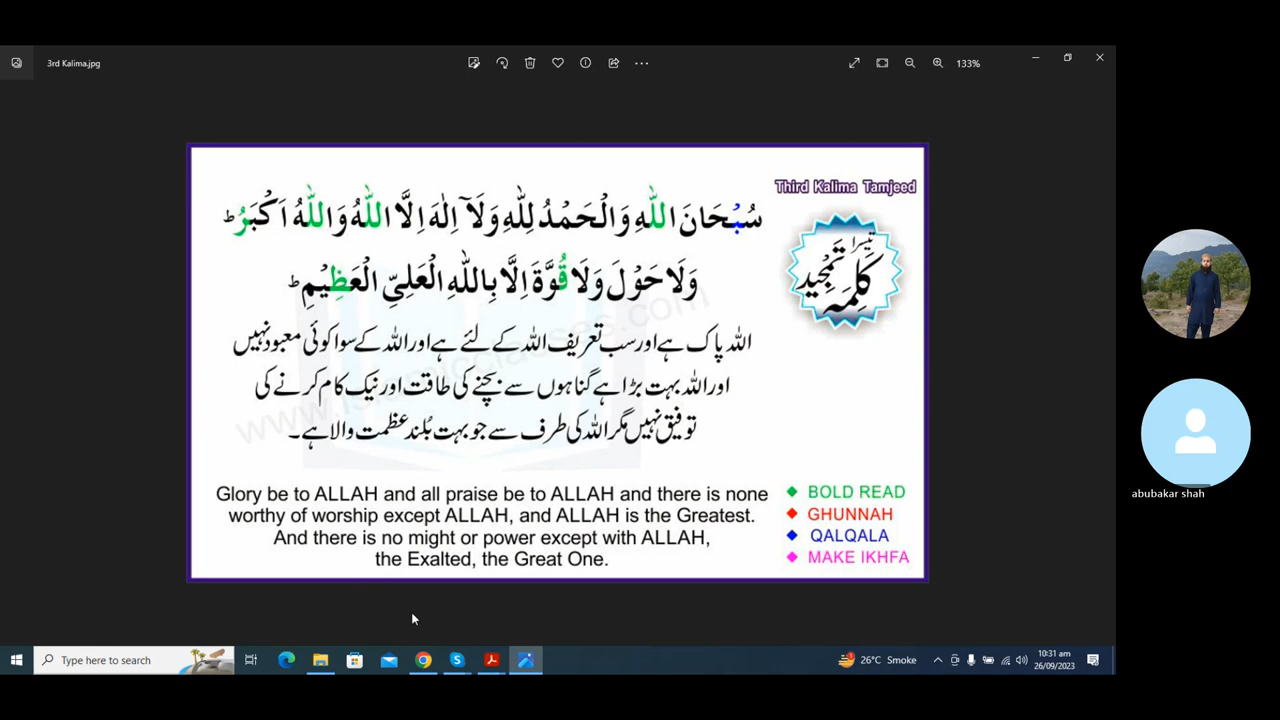 3rd Kalima.jpg
133%
Third Kalima Tamjeed
تیسرا
کلمہ تمجید
سُبْحَانَ اللّٰهِ وَالْحَمْدُ لِلّٰهِ وَلَآ اِلٰهَ اِلَّا اللّٰهُ وَاللّٰهُ اَكْبَرُ ؕ
وَلَا حَوْلَ وَلَا قُوَّةَ اِلَّا بِاللّٰهِ الْعَلِىِّ الْعَظِيْمِ ؕ
اللہ پاک ہے اور سب تعریف اللہ کے لئے ہے اور اللہ کے سوا کوئی معبود نہیں
اور اللہ بہت بڑا ہے گناہوں سے بچنے کی طاقت اور نیک کام کرنے کی
توفیق نہیں مگر اللہ کی طرف سے جو بہت بُلند عظمت والا ہے۔
www.islamicclasses.com
Glory be to ALLAH and all praise be to ALLAH and there is none
worthy of worship except ALLAH, and ALLAH is the Greatest.
And there is no might or power except with ALLAH,
the Exalted, the Great One.
BOLD READ
GHUNNAH
QALQALA
MAKE IKHFA
abubakar shah
Type here to search
26°C Smoke
10:31 am
26/09/2023